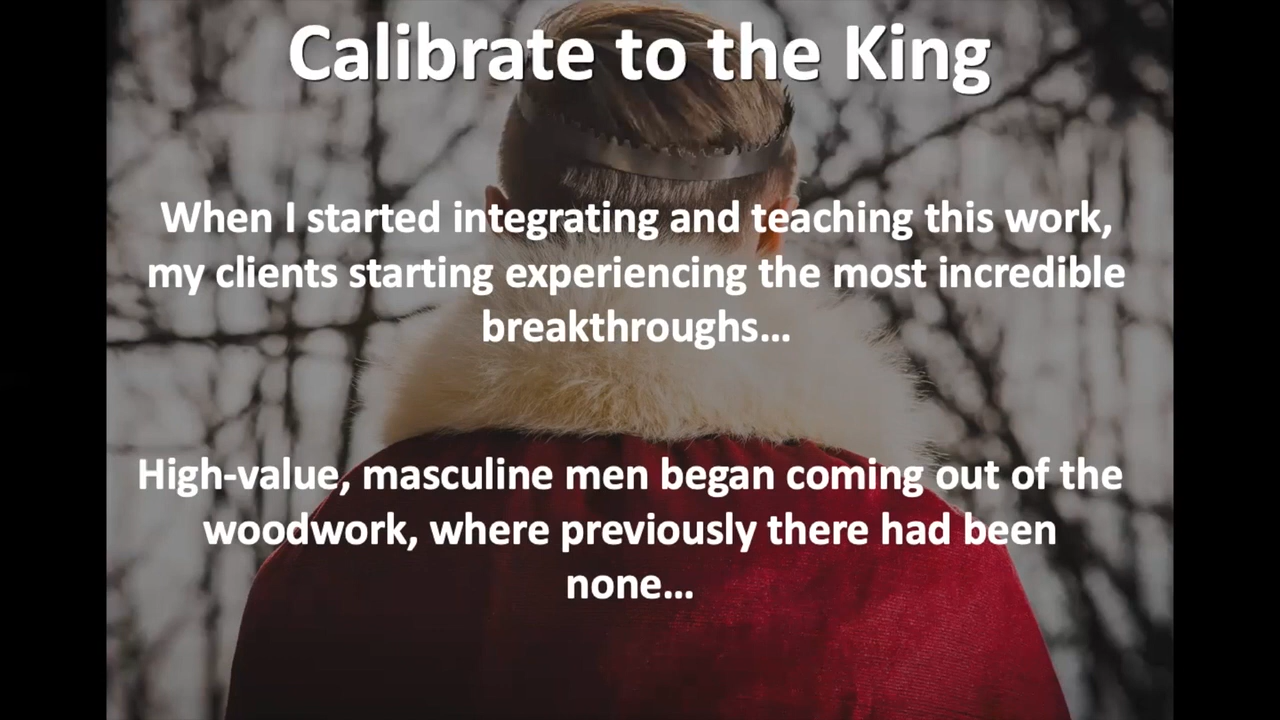 Calibrate to the King
When I started integrating and teaching this work,
my clients starting experiencing the most incredible
breakthroughs...
High-value, masculine men began coming out of the
woodwork, where previously there had been
none...